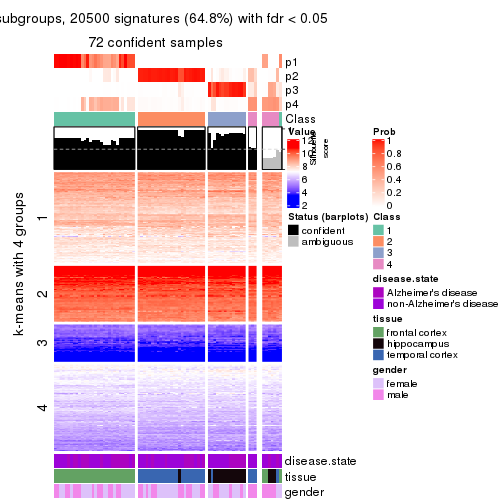 subgroups, 20500 signatures (64.8%) with fdr < 0.05
72 confident samples
p1
p2
p3
p4
Class
Silhouette
score
k-means with 4 groups
1
2
3
4
disease.state
tissue
gender
Value
12
10
8
6
4
2
Status (barplots)
confident
ambiguous
Prob
1
0.8
0.6
0.4
0.2
0
Class
1
2
3
4
disease.state
Alzheimer's disease
non-Alzheimer's disease
tissue
frontal cortex
hippocampus
temporal cortex
gender
female
male